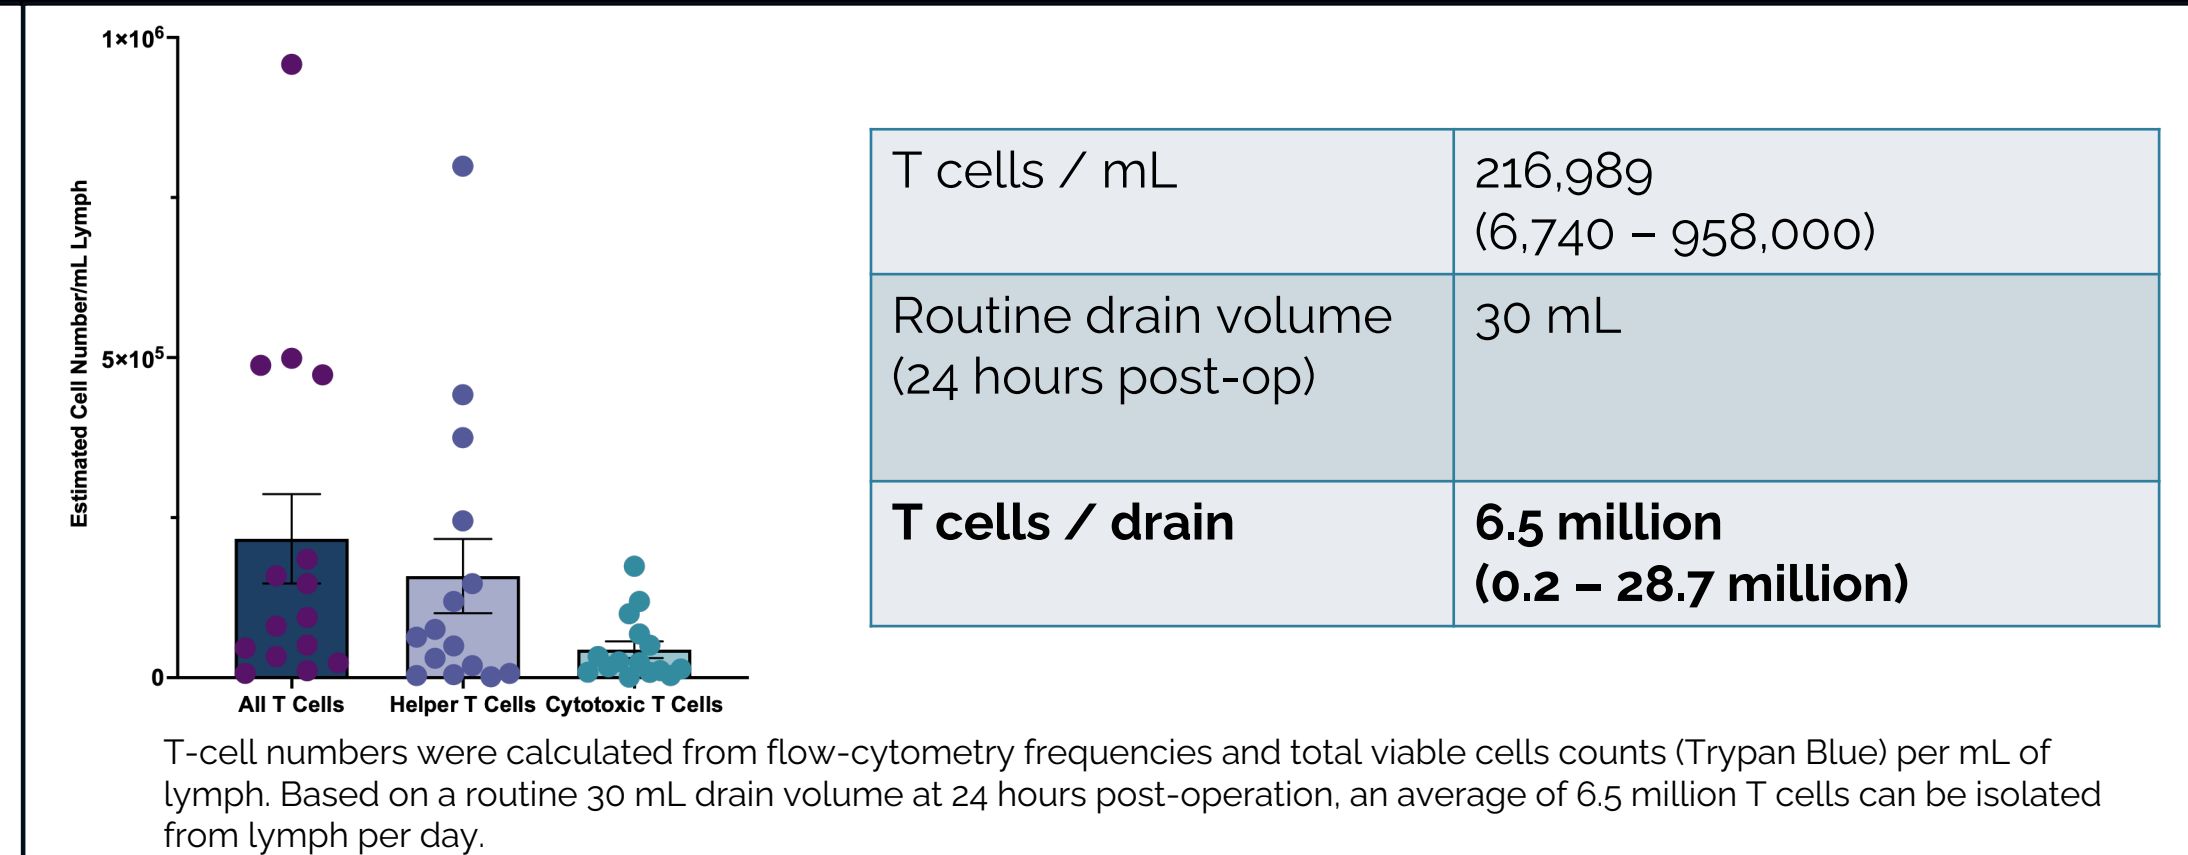 1×10⁶
5×10⁵
0
Estimated Cell Number/mL Lymph
All T Cells
Helper T Cells
Cytotoxic T Cells
T cells / mL
216,989
(6,740 – 958,000)
Routine drain volume
(24 hours post-op)
30 mL
T cells / drain
6.5 million
(0.2 – 28.7 million)
T-cell numbers were calculated from flow-cytometry frequencies and total viable cells counts (Trypan Blue) per mL of
lymph. Based on a routine 30 mL drain volume at 24 hours post-operation, an average of 6.5 million T cells can be isolated
from lymph per day.